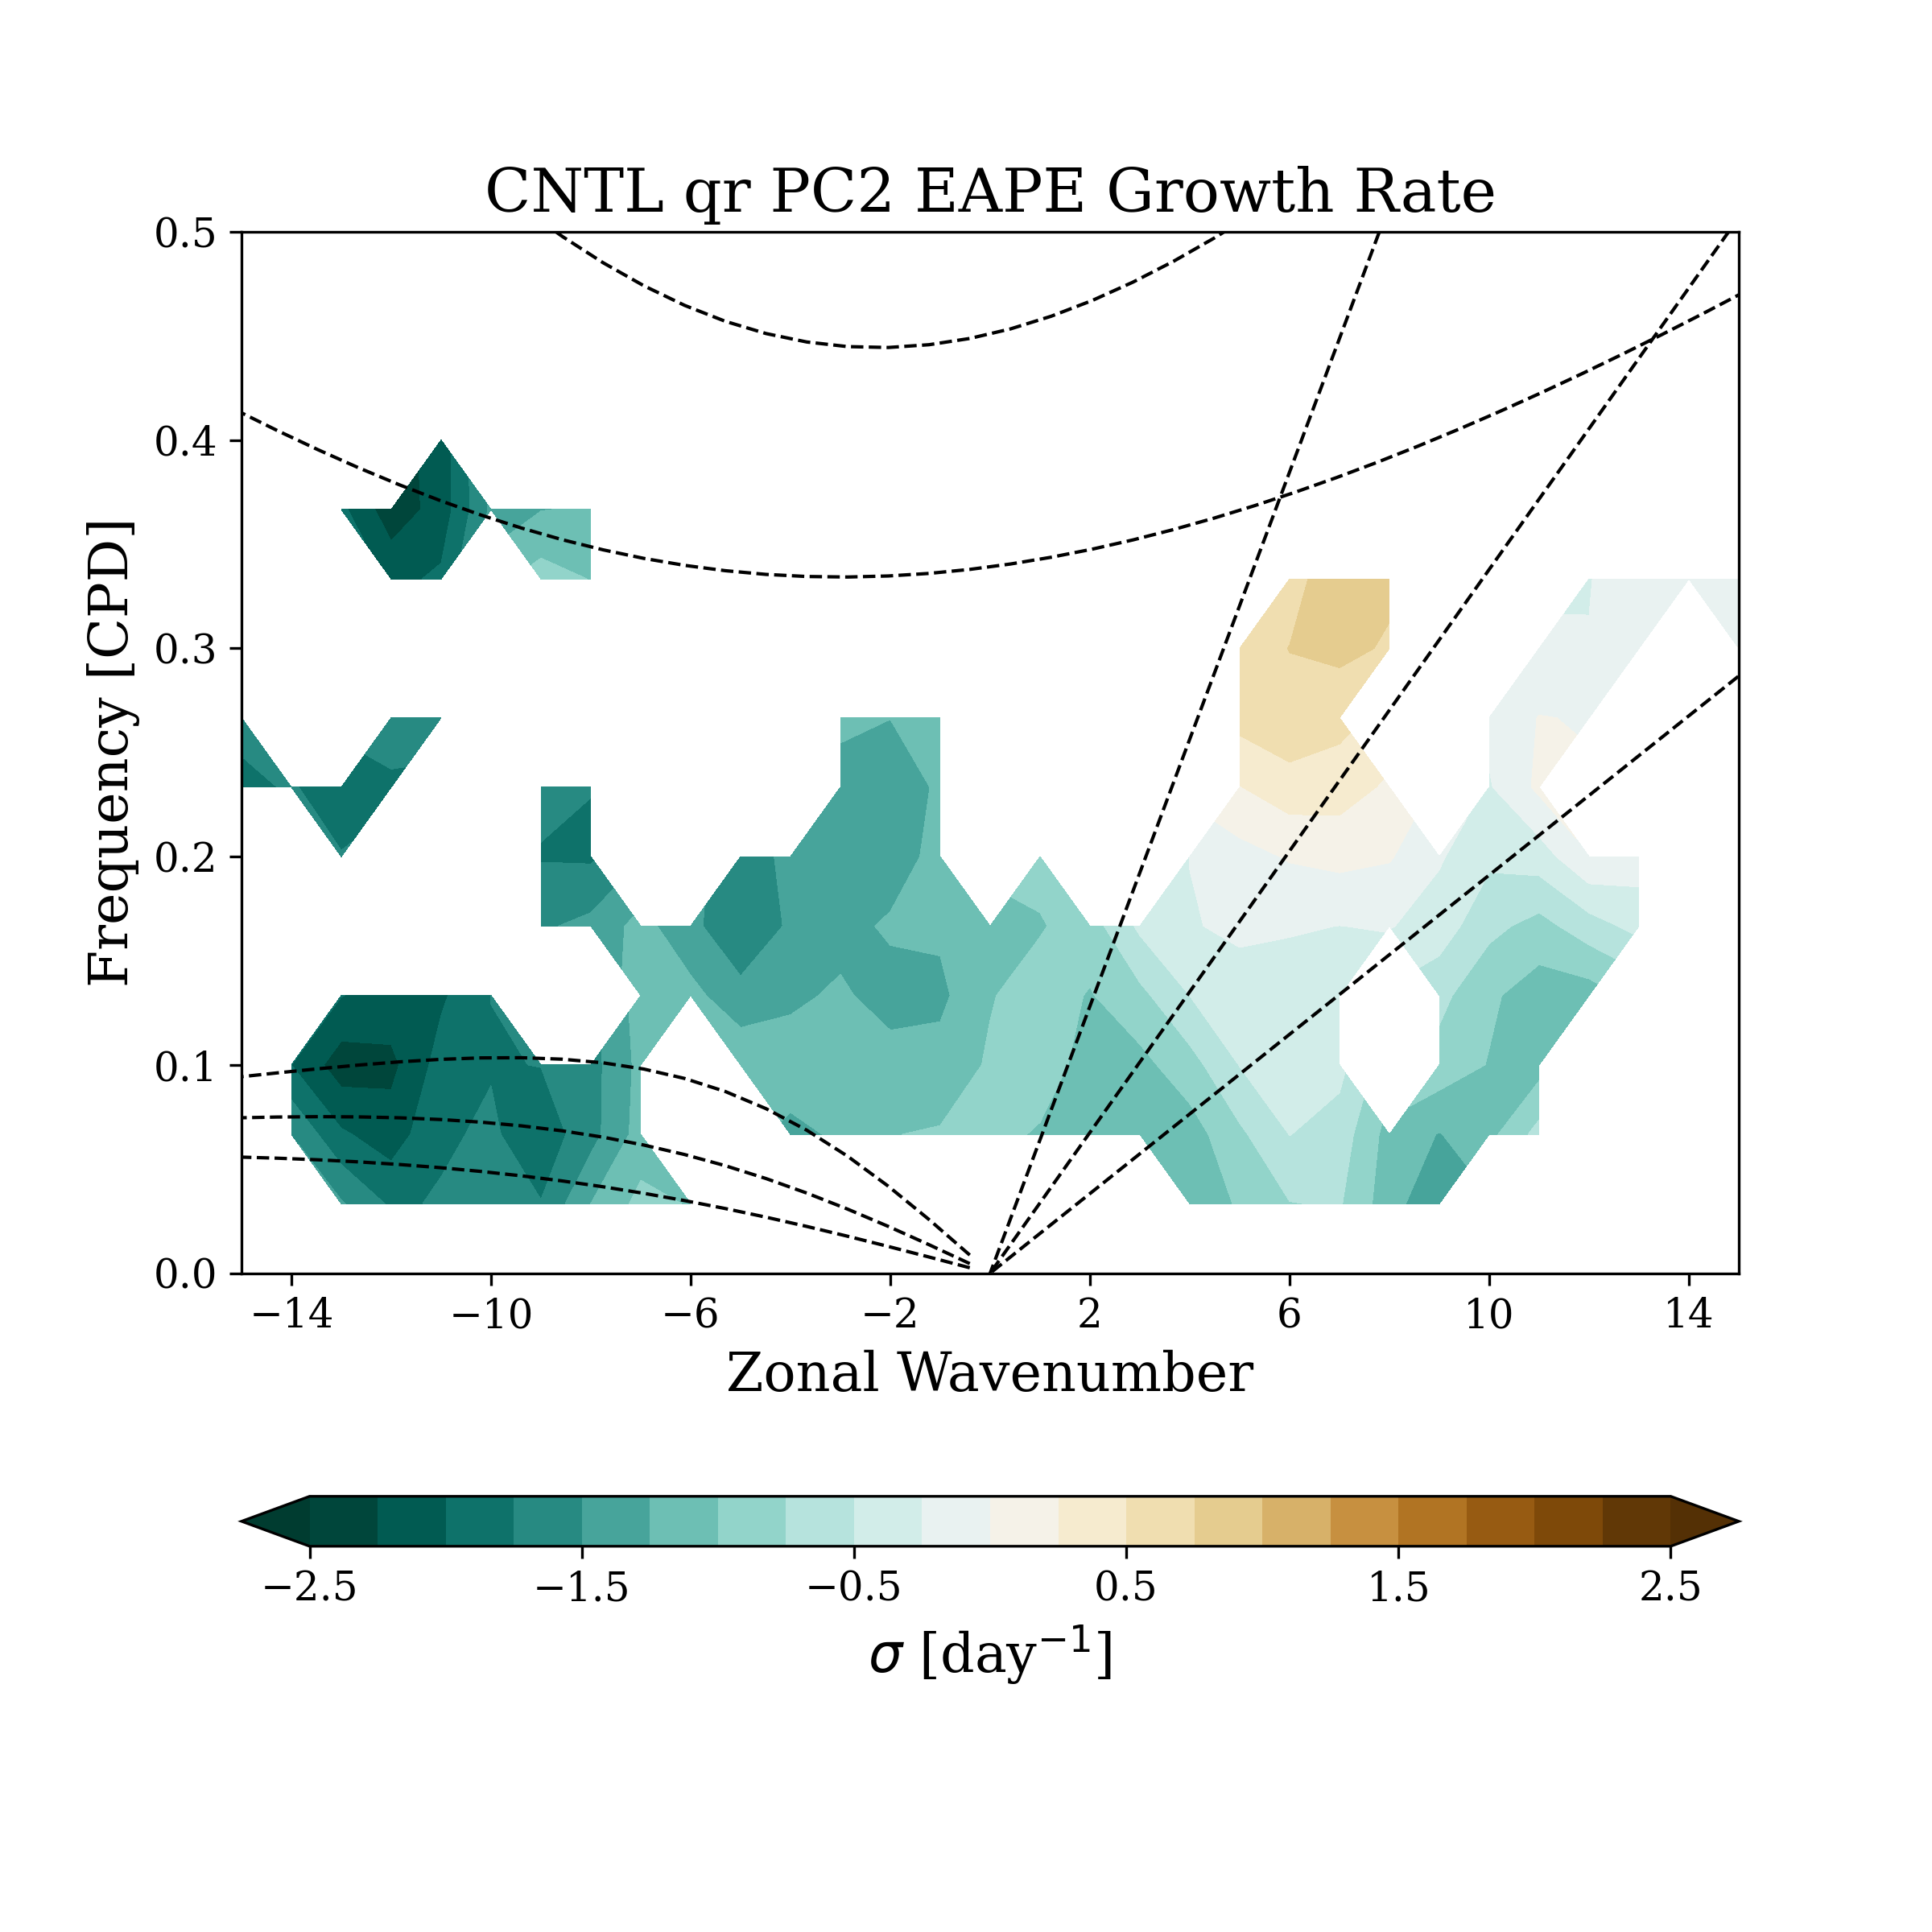 CNTL qr PC2 EAPE Growth Rate
0.5
0.4
0.3
0.2
0.1
0.0
Frequency [CPD]
−14 −10 −6 −2 2 6 10 14
Zonal Wavenumber
−2.5 −1.5 −0.5 0.5 1.5 2.5
σ [day⁻¹]